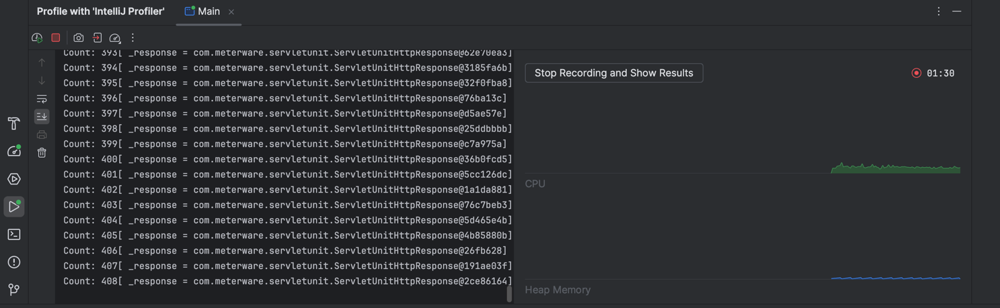 Profile with 'IntelliJ Profiler'
Main
Count: 393[ _response = com.meterware.servletunit.ServletUnitHttpResponse@62e70ea3]
Count: 394[ _response = com.meterware.servletunit.ServletUnitHttpResponse@3185fa6b]
Count: 395[ _response = com.meterware.servletunit.ServletUnitHttpResponse@32f0fba8]
Count: 396[ _response = com.meterware.servletunit.ServletUnitHttpResponse@76ba13c]
Count: 397[ _response = com.meterware.servletunit.ServletUnitHttpResponse@d5ae57e]
Count: 398[ _response = com.meterware.servletunit.ServletUnitHttpResponse@25ddbbbb]
Count: 399[ _response = com.meterware.servletunit.ServletUnitHttpResponse@c7a975a]
Count: 400[ _response = com.meterware.servletunit.ServletUnitHttpResponse@36b0fcd5]
Count: 401[ _response = com.meterware.servletunit.ServletUnitHttpResponse@5cc126dc]
Count: 402[ _response = com.meterware.servletunit.ServletUnitHttpResponse@1a1da881]
Count: 403[ _response = com.meterware.servletunit.ServletUnitHttpResponse@76c7beb3]
Count: 404[ _response = com.meterware.servletunit.ServletUnitHttpResponse@5d465e4b]
Count: 405[ _response = com.meterware.servletunit.ServletUnitHttpResponse@4b85880b]
Count: 406[ _response = com.meterware.servletunit.ServletUnitHttpResponse@26fb628]
Count: 407[ _response = com.meterware.servletunit.ServletUnitHttpResponse@191ae03f]
Count: 408[ _response = com.meterware.servletunit.ServletUnitHttpResponse@2ce86164]
Stop Recording and Show Results
01:30
CPU
Heap Memory